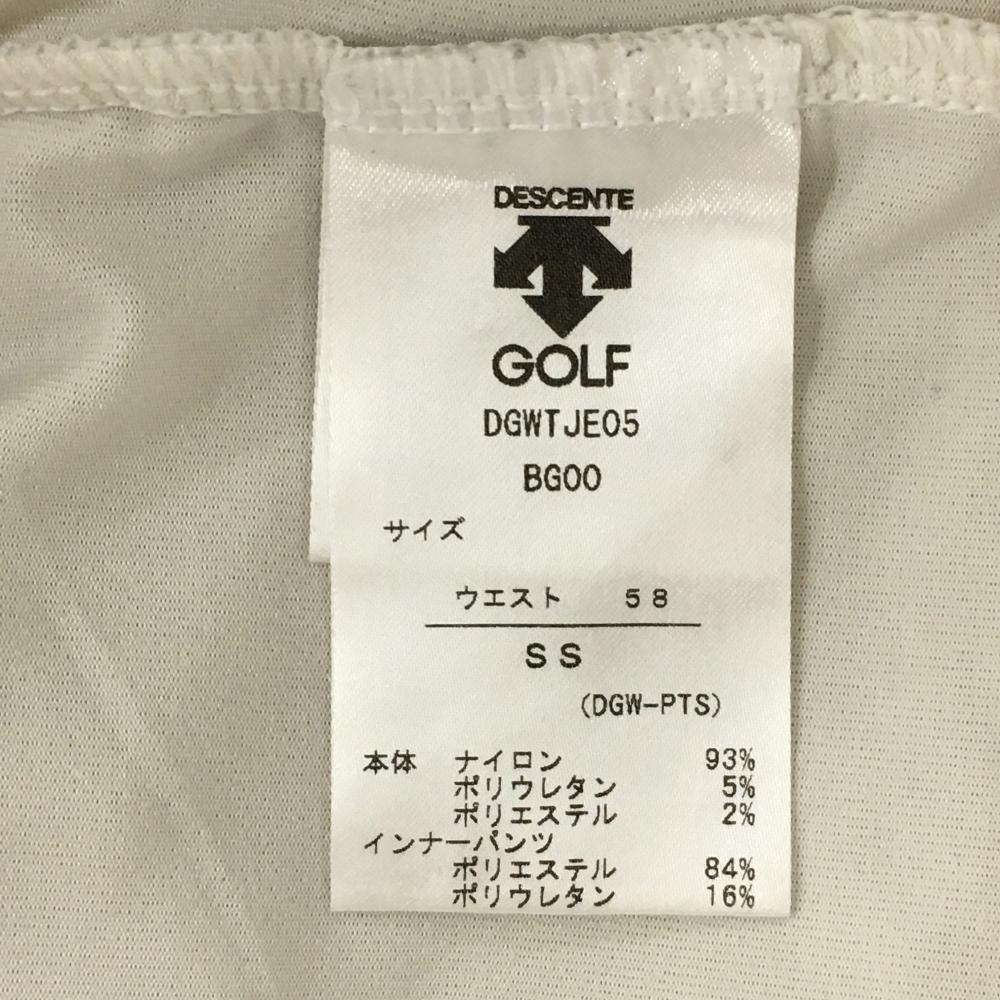 DESCENTE
GOLF
DGWTJE05
BG00
サイズ
ウエスト 58
SS
(DGW-PTS)
本体 ナイロン 93%
ポリウレタン 5%
ポリエステル 2%
インナーパンツ
ポリエステル 84%
ポリウレタン 16%